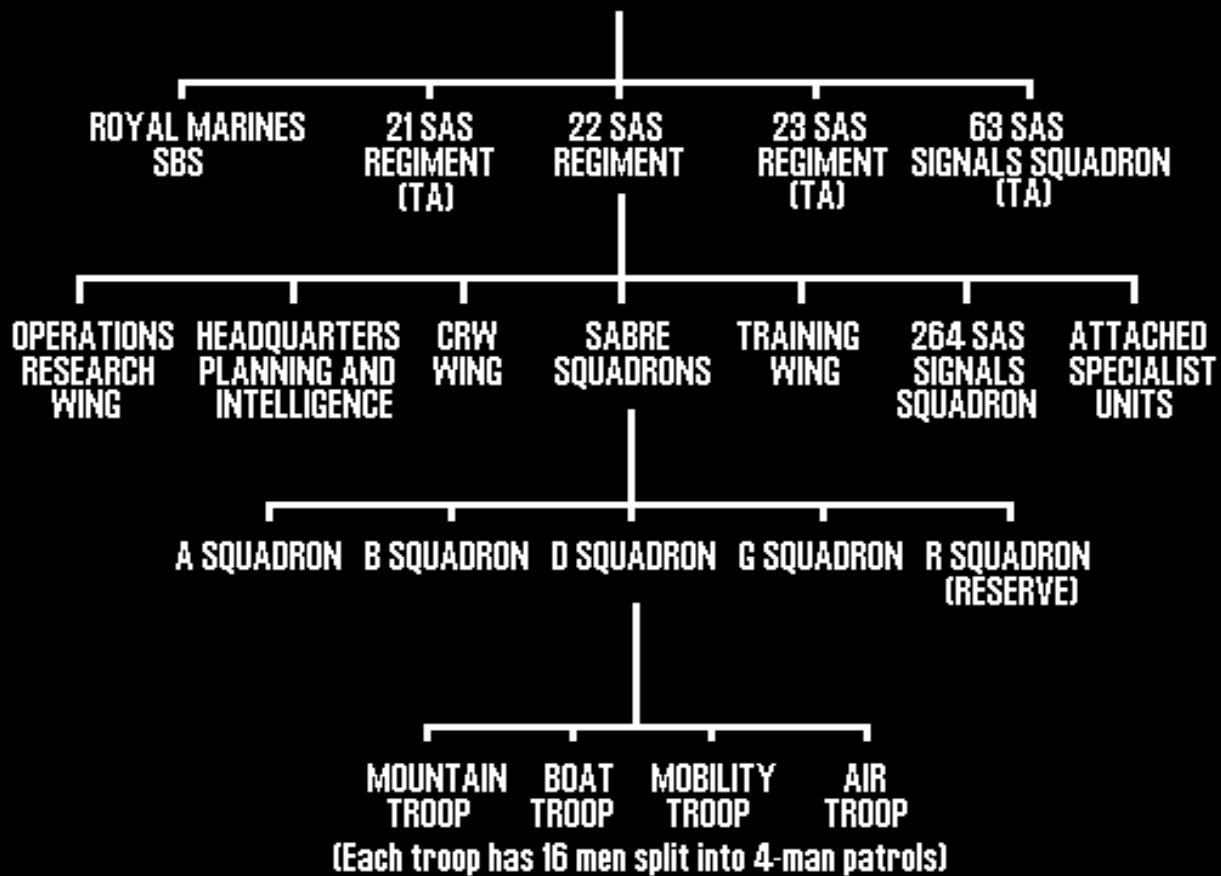 ROYAL MARINES
SBS
21 SAS
REGIMENT
(TA)
22 SAS
REGIMENT
23 SAS
REGIMENT
(TA)
63 SAS
SIGNALS SQUADRON
(TA)
OPERATIONS
RESEARCH
WING
HEADQUARTERS
PLANNING AND
INTELLIGENCE
CRW
WING
SABRE
SQUADRONS
TRAINING
WING
264 SAS
SIGNALS
SQUADRON
ATTACHED
SPECIALIST
UNITS
A SQUADRON
B SQUADRON
D SQUADRON
G SQUADRON
R SQUADRON
(RESERVE)
MOUNTAIN
TROOP
BOAT
TROOP
MOBILITY
TROOP
AIR
TROOP
(Each troop has 16 men split into 4-man patrols)